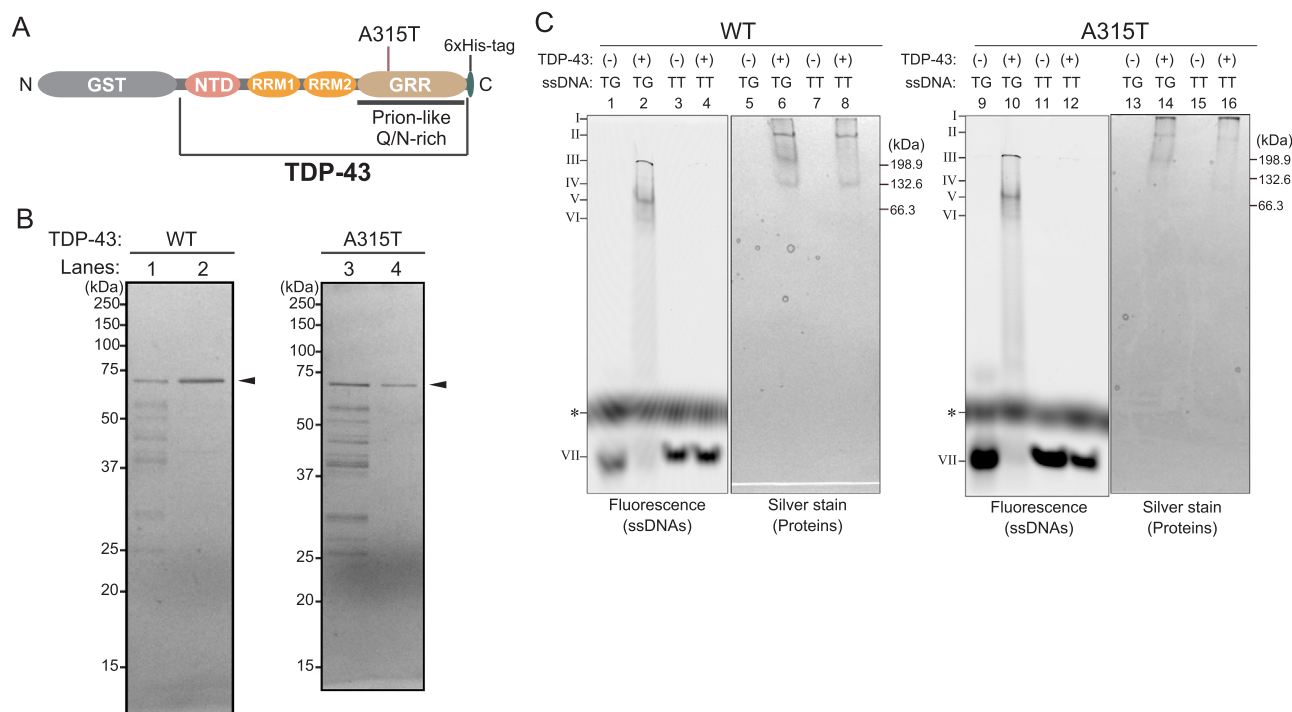 A
A315T
6xHis-tag
N GST NTD RRM1 RRM2 GRR C
Prion-like
Q/N-rich
TDP-43
B
TDP-43: WT A315T
Lanes: 1 2 3 4
(kDa) (kDa)
250 250
150 150
100 100
75 75
50 50
37 37
25 25
20 20
15 15
C
WT A315T
TDP-43: (-) (+) (-) (+) (-) (+) (-) (+) TDP-43: (-) (+) (-) (+) (-) (+) (-) (+)
ssDNA: TG TG TT TT TG TG TT TT ssDNA: TG TG TT TT TG TG TT TT
1 2 3 4 5 6 7 8 9 10 11 12 13 14 15 16
I I
II II
(kDa) (kDa)
III 198.9 III 198.9
IV 132.6 IV 132.6
V V
66.3 66.3
VI VI
* *
VII VII
Fluorescence Silver stain Fluorescence Silver stain
(ssDNAs) (Proteins) (ssDNAs) (Proteins)